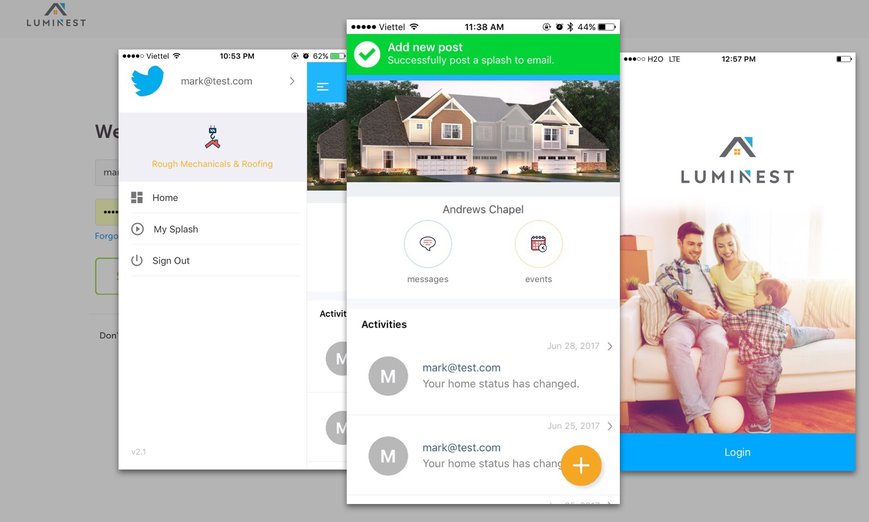 LUMINEST
We
mar
••••
Forgo
S
Don'
Viettel
10:53 PM
62%
mark@test.com
Rough Mechanicals & Roofing
Home
My Splash
Sign Out
v2.1
Activit
M
M
Viettel
11:38 AM
44%
Add new post
Successfully post a splash to email.
Andrews Chapel
messages
events
Activities
Jun 28, 2017
M
mark@test.com
Your home status has changed.
Jun 25, 2017
M
mark@test.com
Your home status has chang
H2O LTE
12:57 PM
LUMINEST
Login